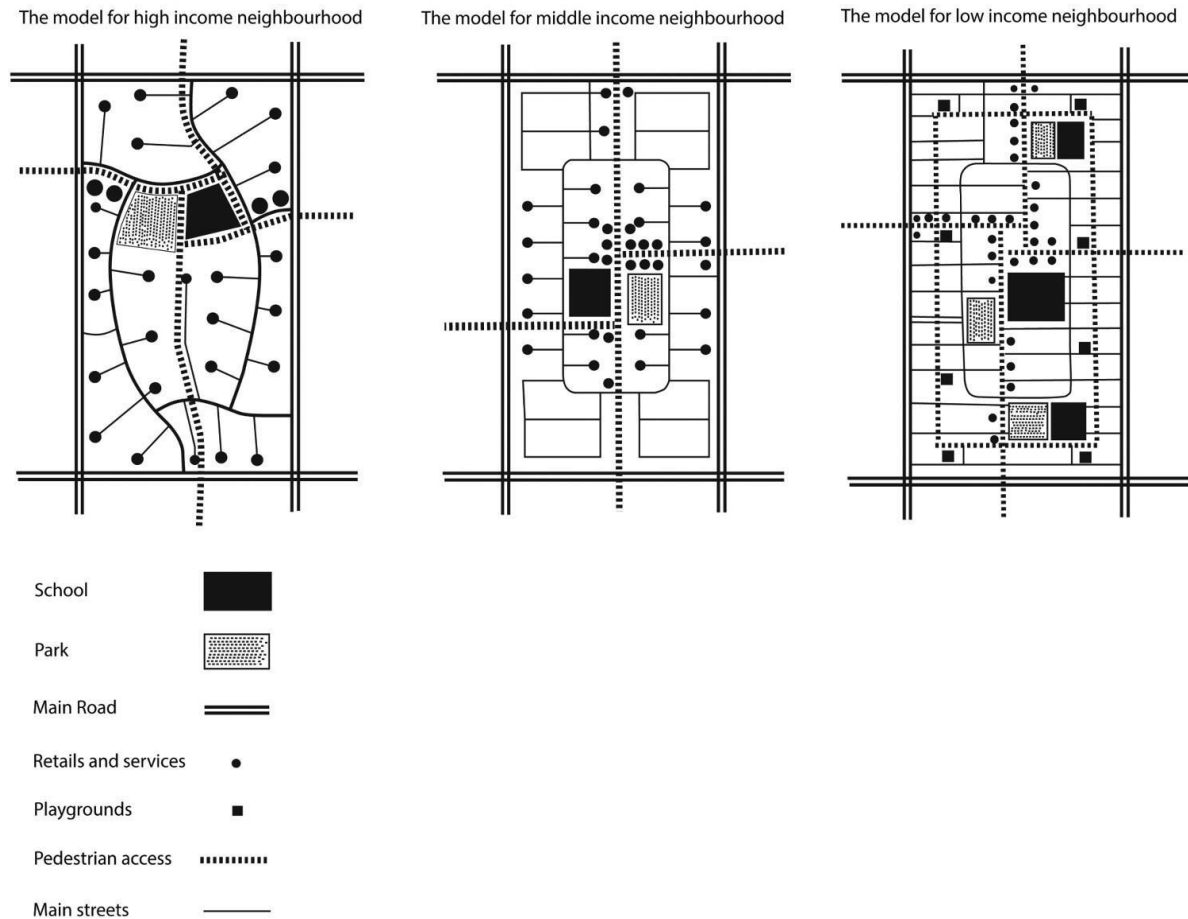 The model for high income neighbourhood
The model for middle income neighbourhood
The model for low income neighbourhood
School
Park
Main Road
Retails and services
Playgrounds
Pedestrian access
Main streets